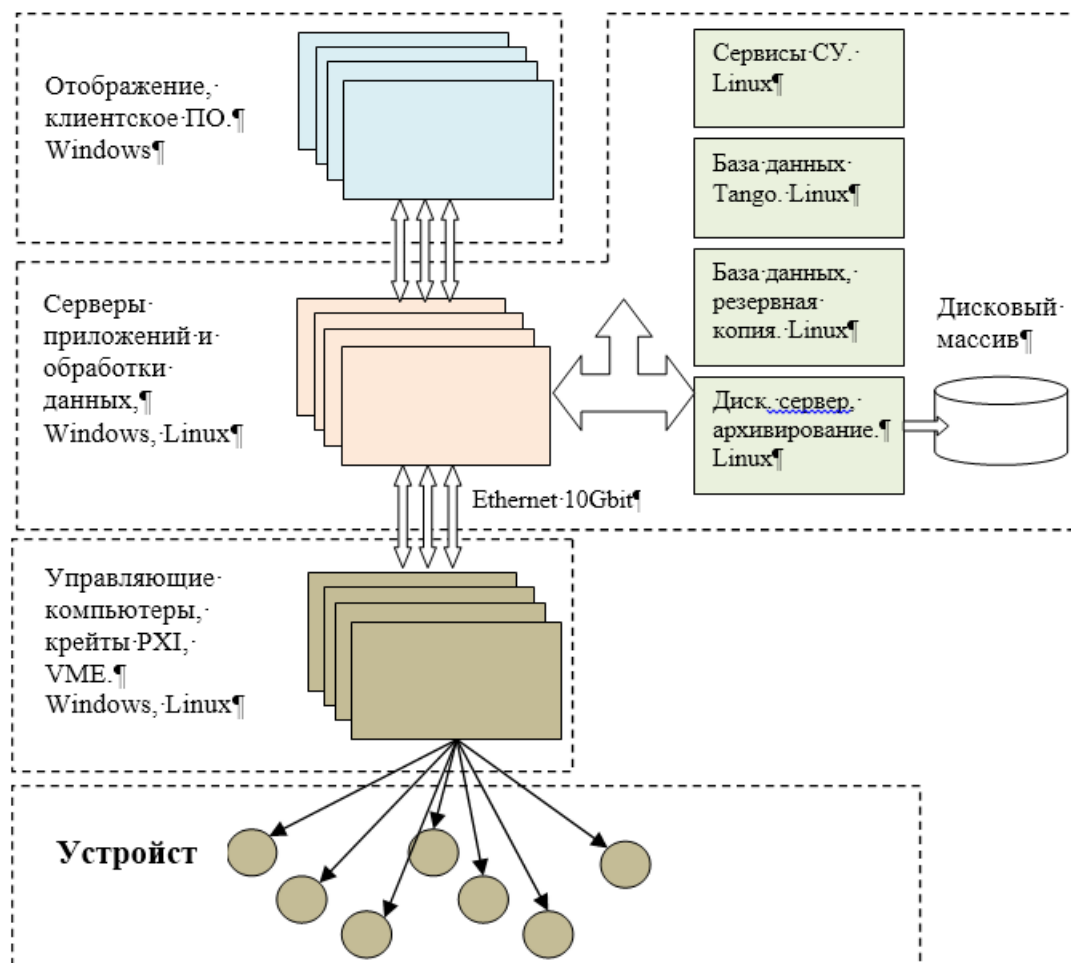 Отображение,·
клиентское·ПО.¶
Windows¶
Сервисы·СУ.·
Linux¶
База·данных·
Tango.·Linux¶
База·данных,·
резервная·
копия.·Linux¶
Диск.·сервер,·
архивирование.¶
Linux¶
Дисковый·
массив¶
Серверы·
приложений·и·
обработки·
данных,¶
Windows,·Linux¶
Ethernet·10Gbit¶
Управляющие·
компьютеры,·
крейты·PXI,·
VME.¶
Windows,·Linux¶
Устройст